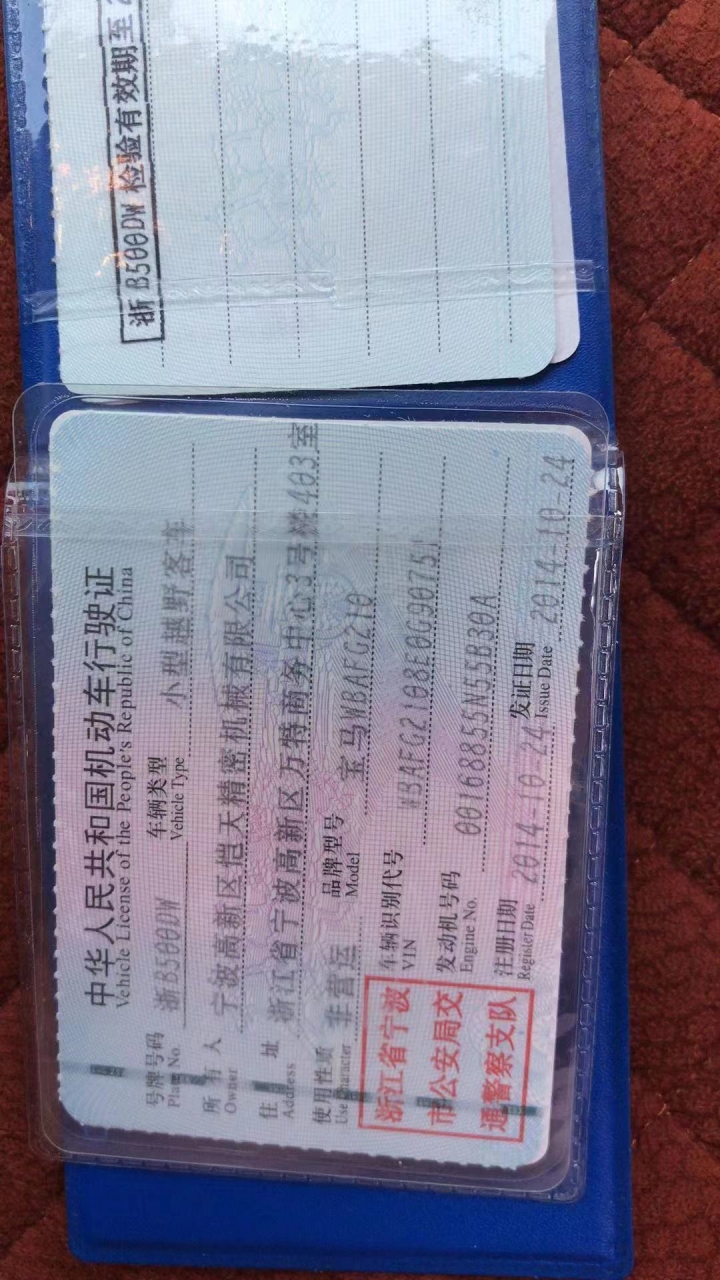 中华人民共和国机动车行驶证
Vehicle License of the People's Republic of China
号牌号码 浙B500DW 车辆类型 小型越野客车
Plate No. Vehicle Type
所有人 宁波高新区恺天精密机械有限公司
Owner
住址 浙江省宁波高新区万特商务中心3号楼403室
Address
使用性质 非营运 品牌型号 宝马WBAFG210
Use Character Model
浙江省宁波
市公安局交
通警察支队
车辆识别代号 WBAFG2108E0G90751
VIN
发动机号码 00168855N55B30A
Engine No.
注册日期 2014-10-24 发证日期 2014-10-24
Register Date Issue Date
浙B500DW 检验有效期至2